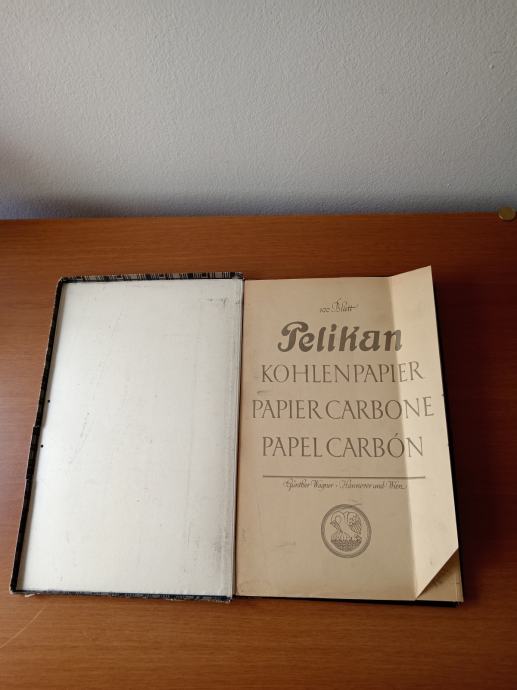 100 Blatt
Pelikan
KOHLENPAPIER
PAPIER CARBONE
PAPEL CARBÓN
Günther Wagner · Hannover und Wien